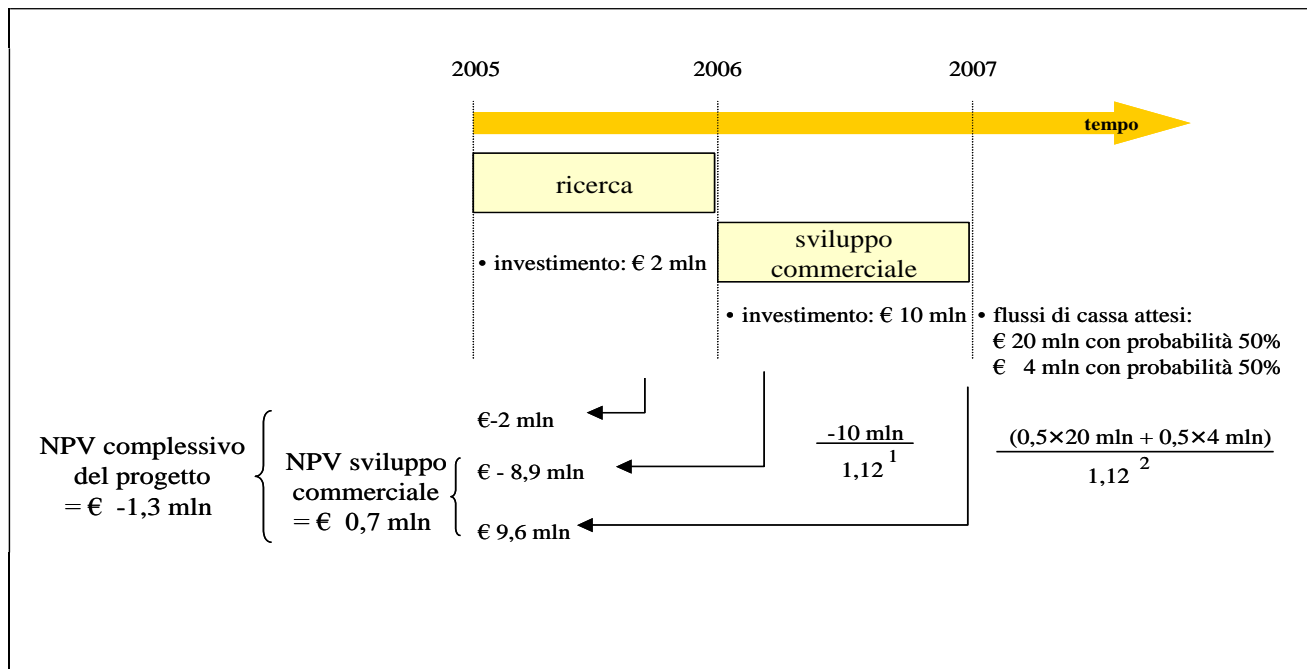 2005 2006 2007
tempo
ricerca
• investimento: € 2 mln
sviluppo
commerciale
• investimento: € 10 mln
• flussi di cassa attesi:
€ 20 mln con probabilità 50%
€ 4 mln con probabilità 50%
NPV complessivo
del progetto
= € -1,3 mln
NPV sviluppo
commerciale
= € 0,7 mln
€-2 mln
€ - 8,9 mln
€ 9,6 mln
-10 mln
1,12 1
(0,5×20 mln + 0,5×4 mln)
1,12 2